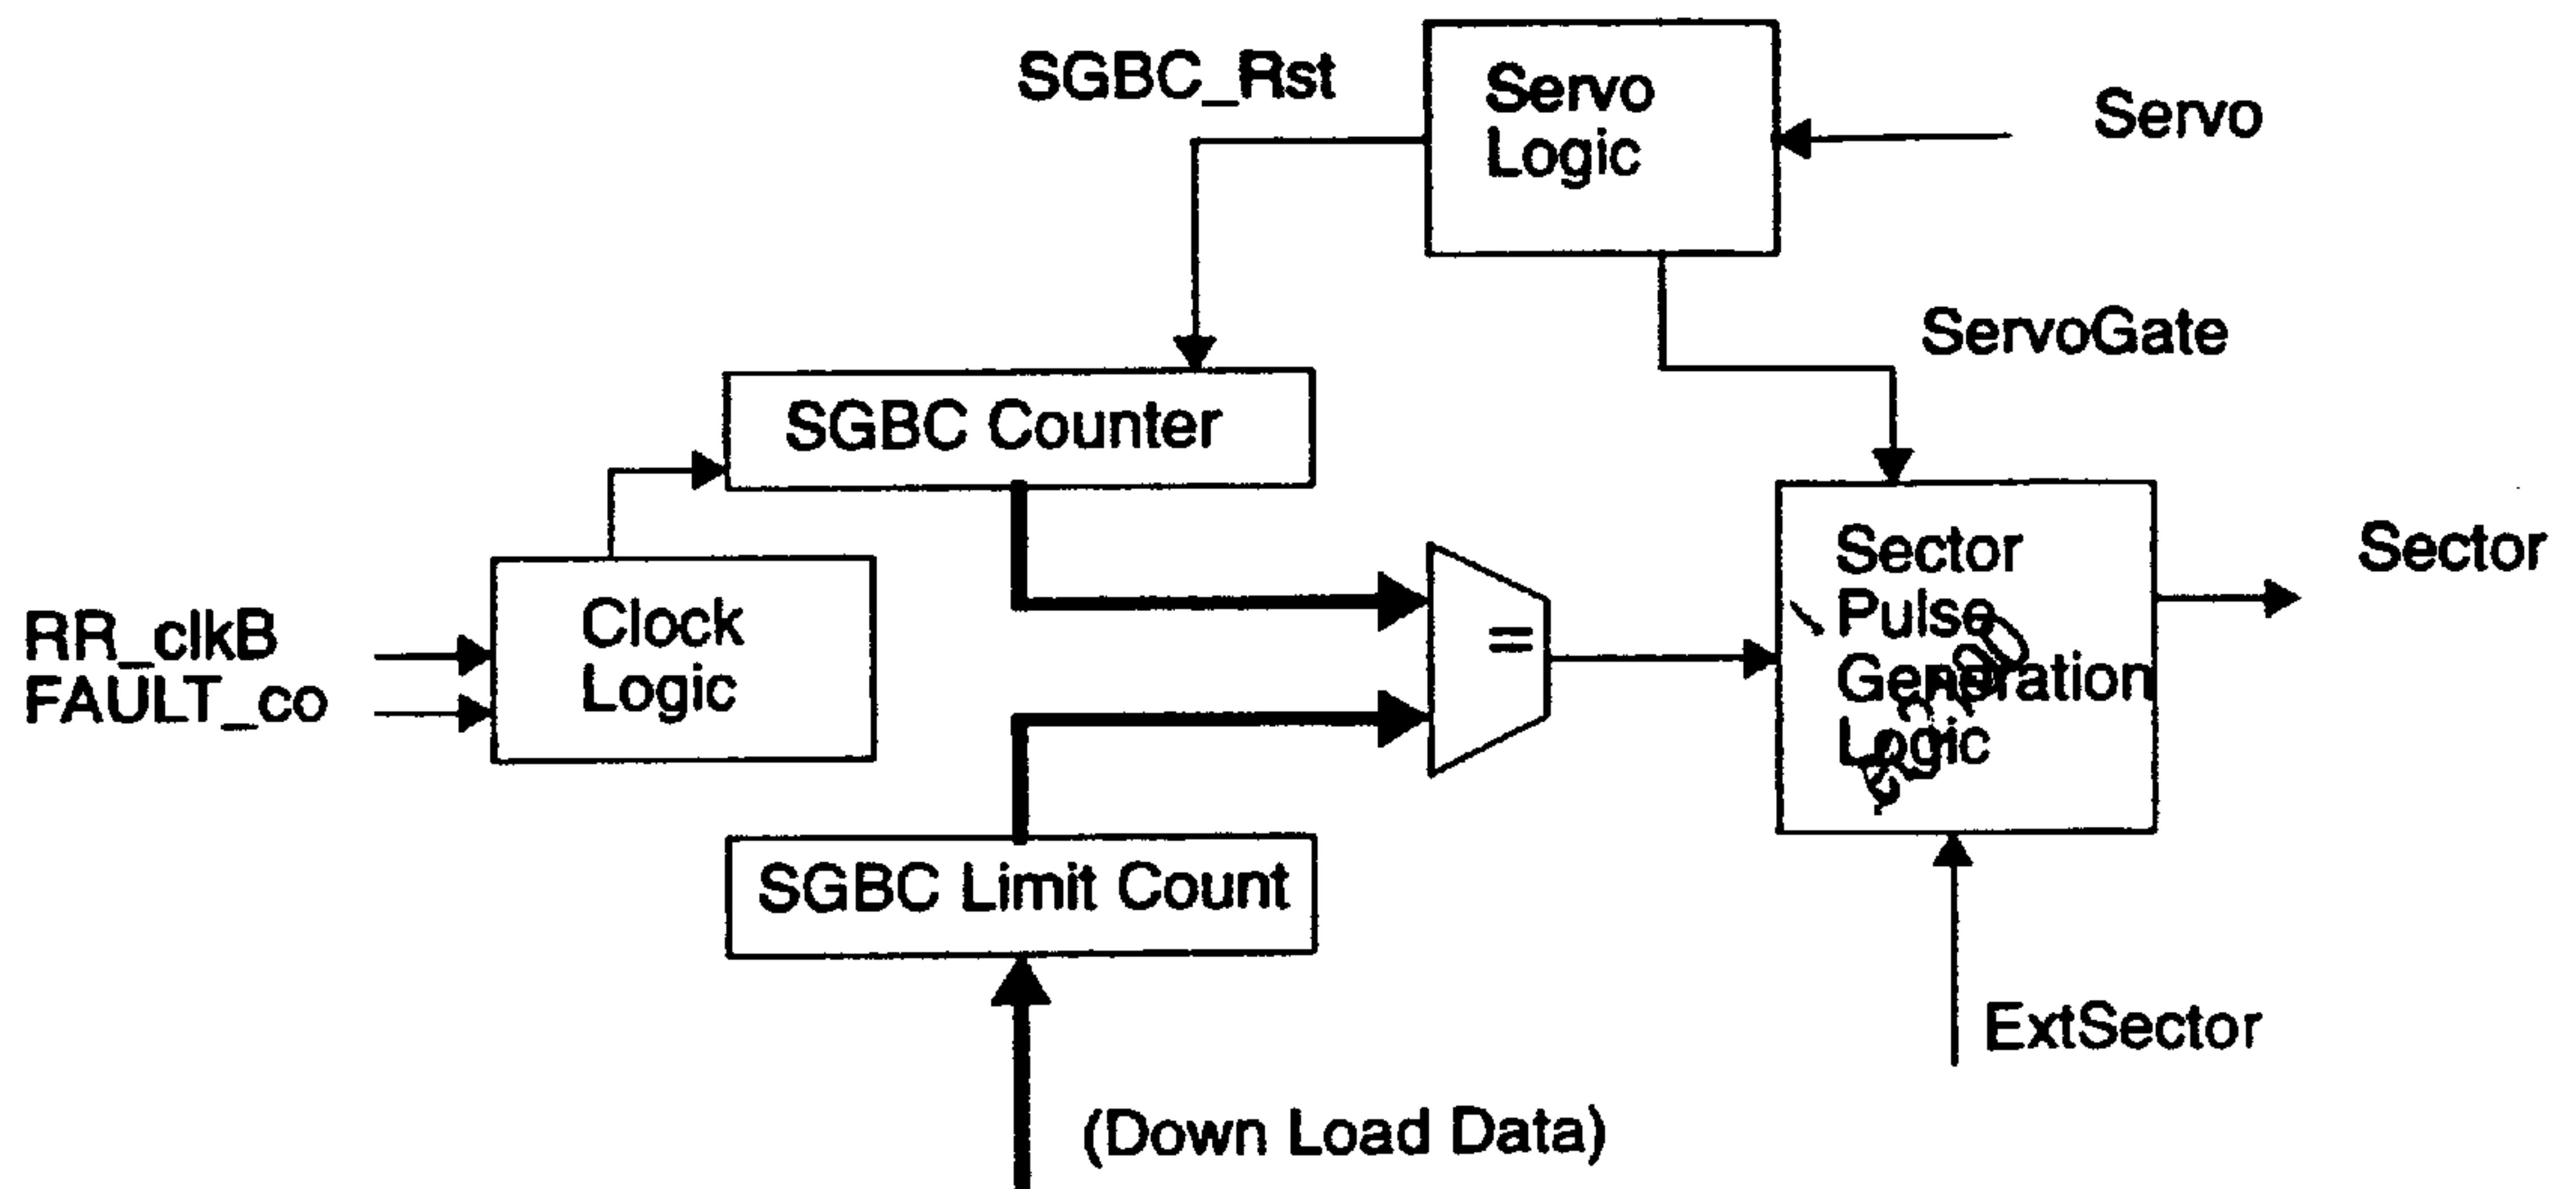 SGBC_Rst
Servo
Logic
Servo
ServoGate
SGBC Counter
Clock
Logic
RR_clkB
FAULT_co
=
Sector
Pulse
Generation
Logic
Sector
SGBC Limit Count
ExtSector
(Down Load Data)